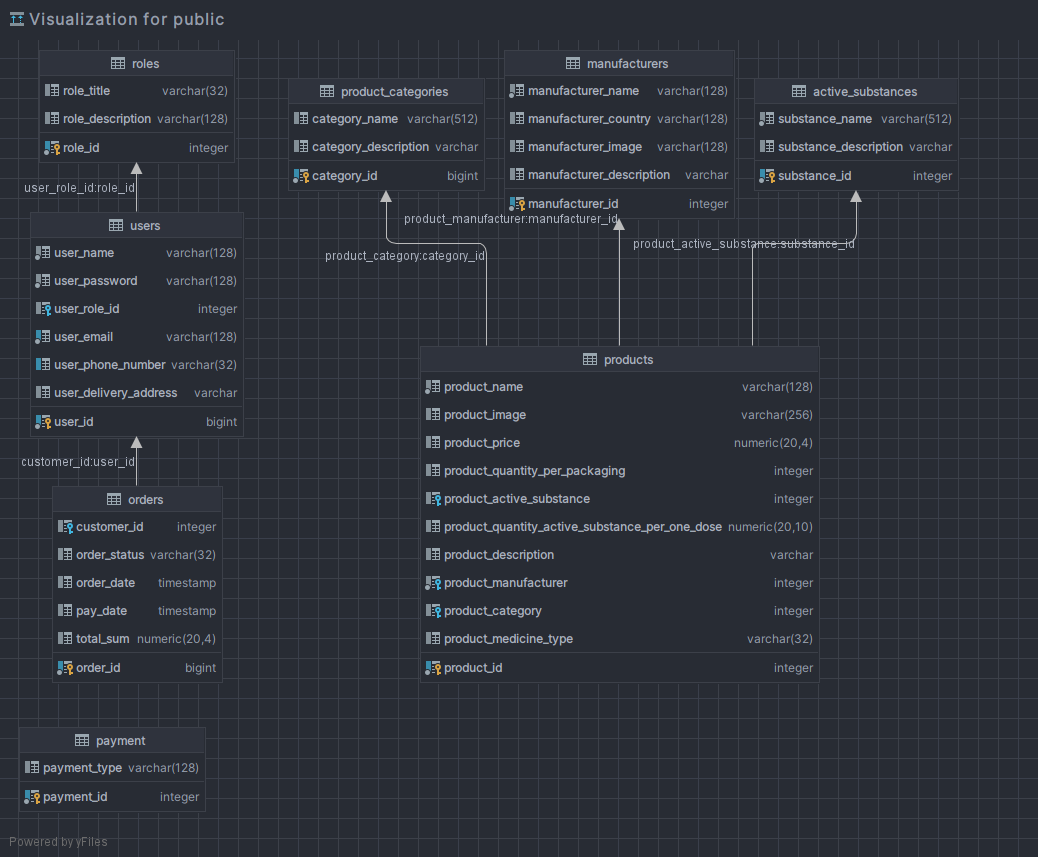 Visualization for public
roles
role_title varchar(32)
role_description varchar(128)
role_id integer
user_role_id:role_id
users
user_name varchar(128)
user_password varchar(128)
user_role_id integer
user_email varchar(128)
user_phone_number varchar(32)
user_delivery_address varchar
user_id bigint
customer_id:user_id
orders
customer_id integer
order_status varchar(32)
order_date timestamp
pay_date timestamp
total_sum numeric(20,4)
order_id bigint
payment
payment_type varchar(128)
payment_id integer
product_categories
category_name varchar(512)
category_description varchar
category_id bigint
product_category:category_id
manufacturers
manufacturer_name varchar(128)
manufacturer_country varchar(128)
manufacturer_image varchar(128)
manufacturer_description varchar
manufacturer_id integer
product_manufacturer:manufacturer_id
active_substances
substance_name varchar(512)
substance_description varchar
substance_id integer
product_active_substance:substance_id
products
product_name varchar(128)
product_image varchar(256)
product_price numeric(20,4)
product_quantity_per_packaging integer
product_active_substance integer
product_quantity_active_substance_per_one_dose numeric(20,10)
product_description varchar
product_manufacturer integer
product_category integer
product_medicine_type varchar(32)
product_id integer
Powered by yFiles